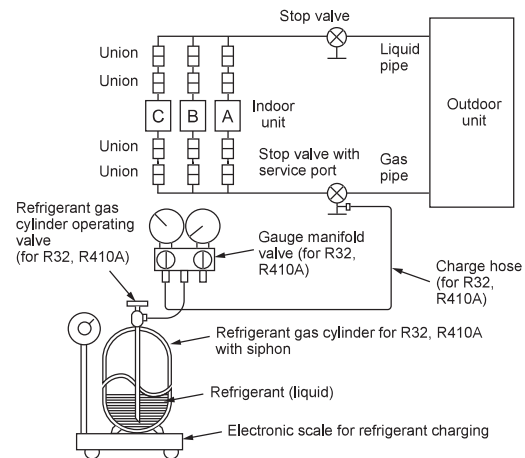 Stop valve
Union
Union
Liquid
pipe
C
B
A
Indoor
unit
Outdoor
unit
Union
Union
Stop valve with
service port
Gas
pipe
Refrigerant gas
cylinder operating
valve
(for R32, R410A)
Gauge manifold
valve (for R32,
R410A)
Charge hose
(for R32,
R410A)
Refrigerant gas cylinder for R32, R410A
with siphon
Refrigerant (liquid)
Electronic scale for refrigerant charging